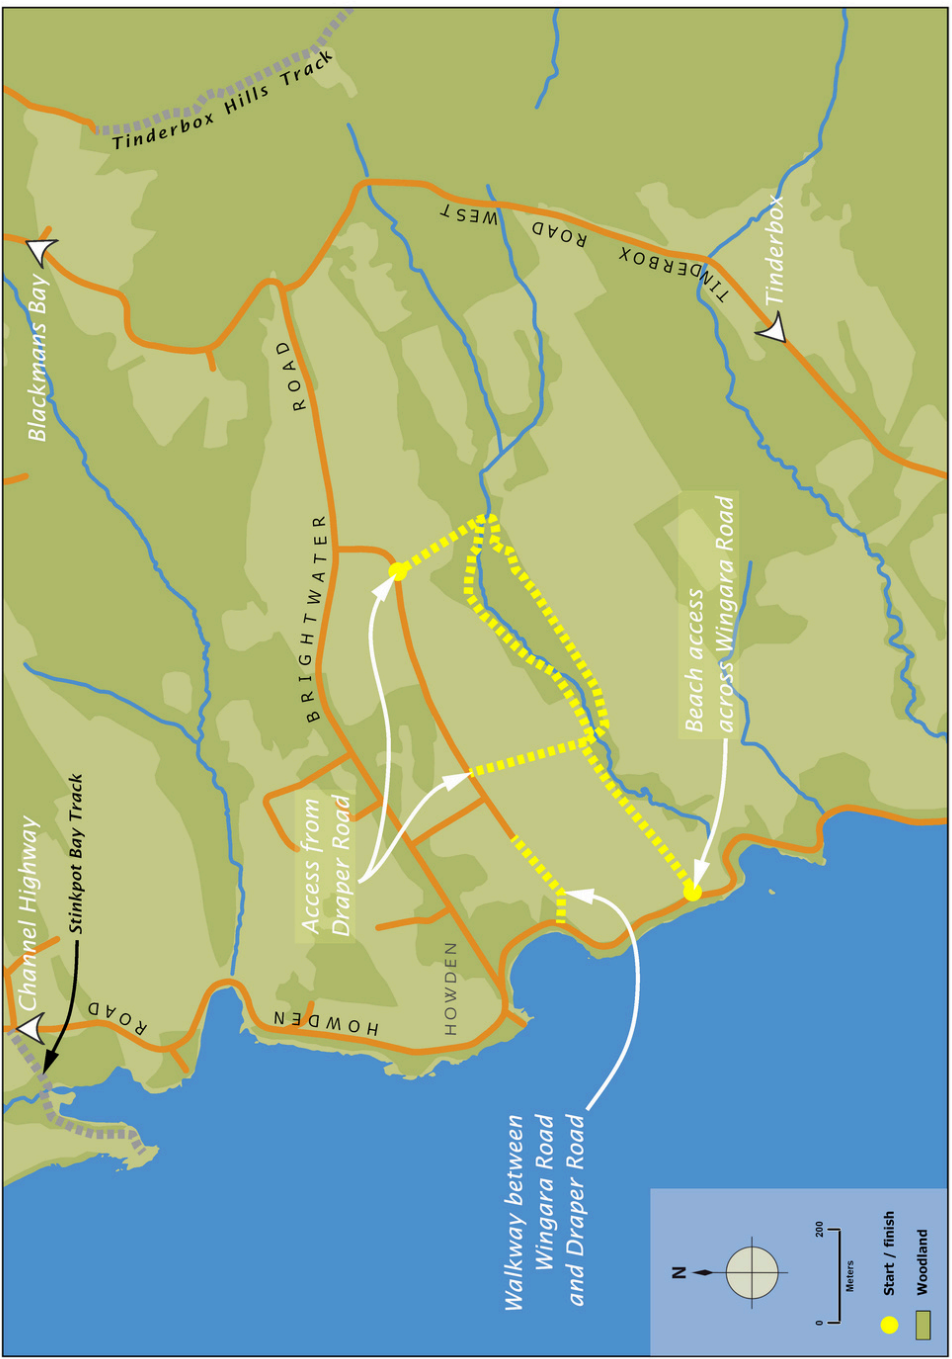 Channel Highway
Stinkpot Bay Track
Blackmans Bay
Tinderbox Hills Track
HOWDEN
ROAD
BRIGHTWATER
ROAD
TINDERBOX
ROAD
WEST
Tinderbox
Access from
Draper Road
HOWDEN
Beach access
across Wingara Road
Walkway between
Wingara Road
and Draper Road
N
0 200
Meters
Start / finish
Woodland